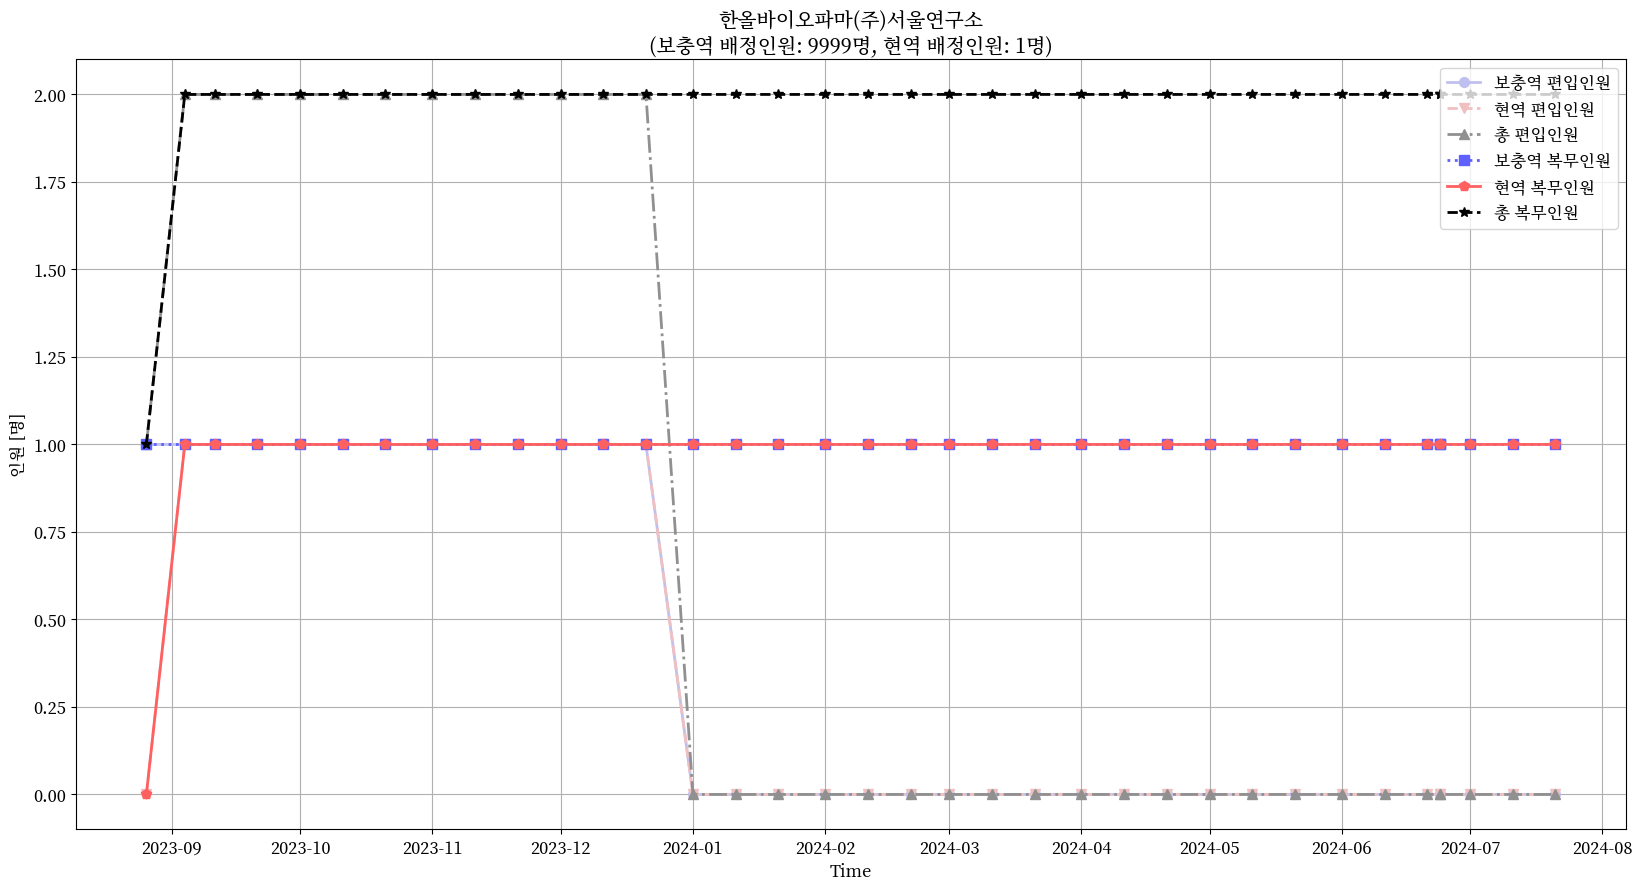 한올바이오파마(주)서울연구소
(보충역 배정인원: 9999명, 현역 배정인원: 1명)
보충역 편입인원
현역 편입인원
총 편입인원
보충역 복무인원
현역 복무인원
총 복무인원
인원 [명]
2.00
1.75
1.50
1.25
1.00
0.75
0.50
0.25
0.00
2023-09 2023-10 2023-11 2023-12 2024-01 2024-02 2024-03 2024-04 2024-05 2024-06 2024-07 2024-08
Time